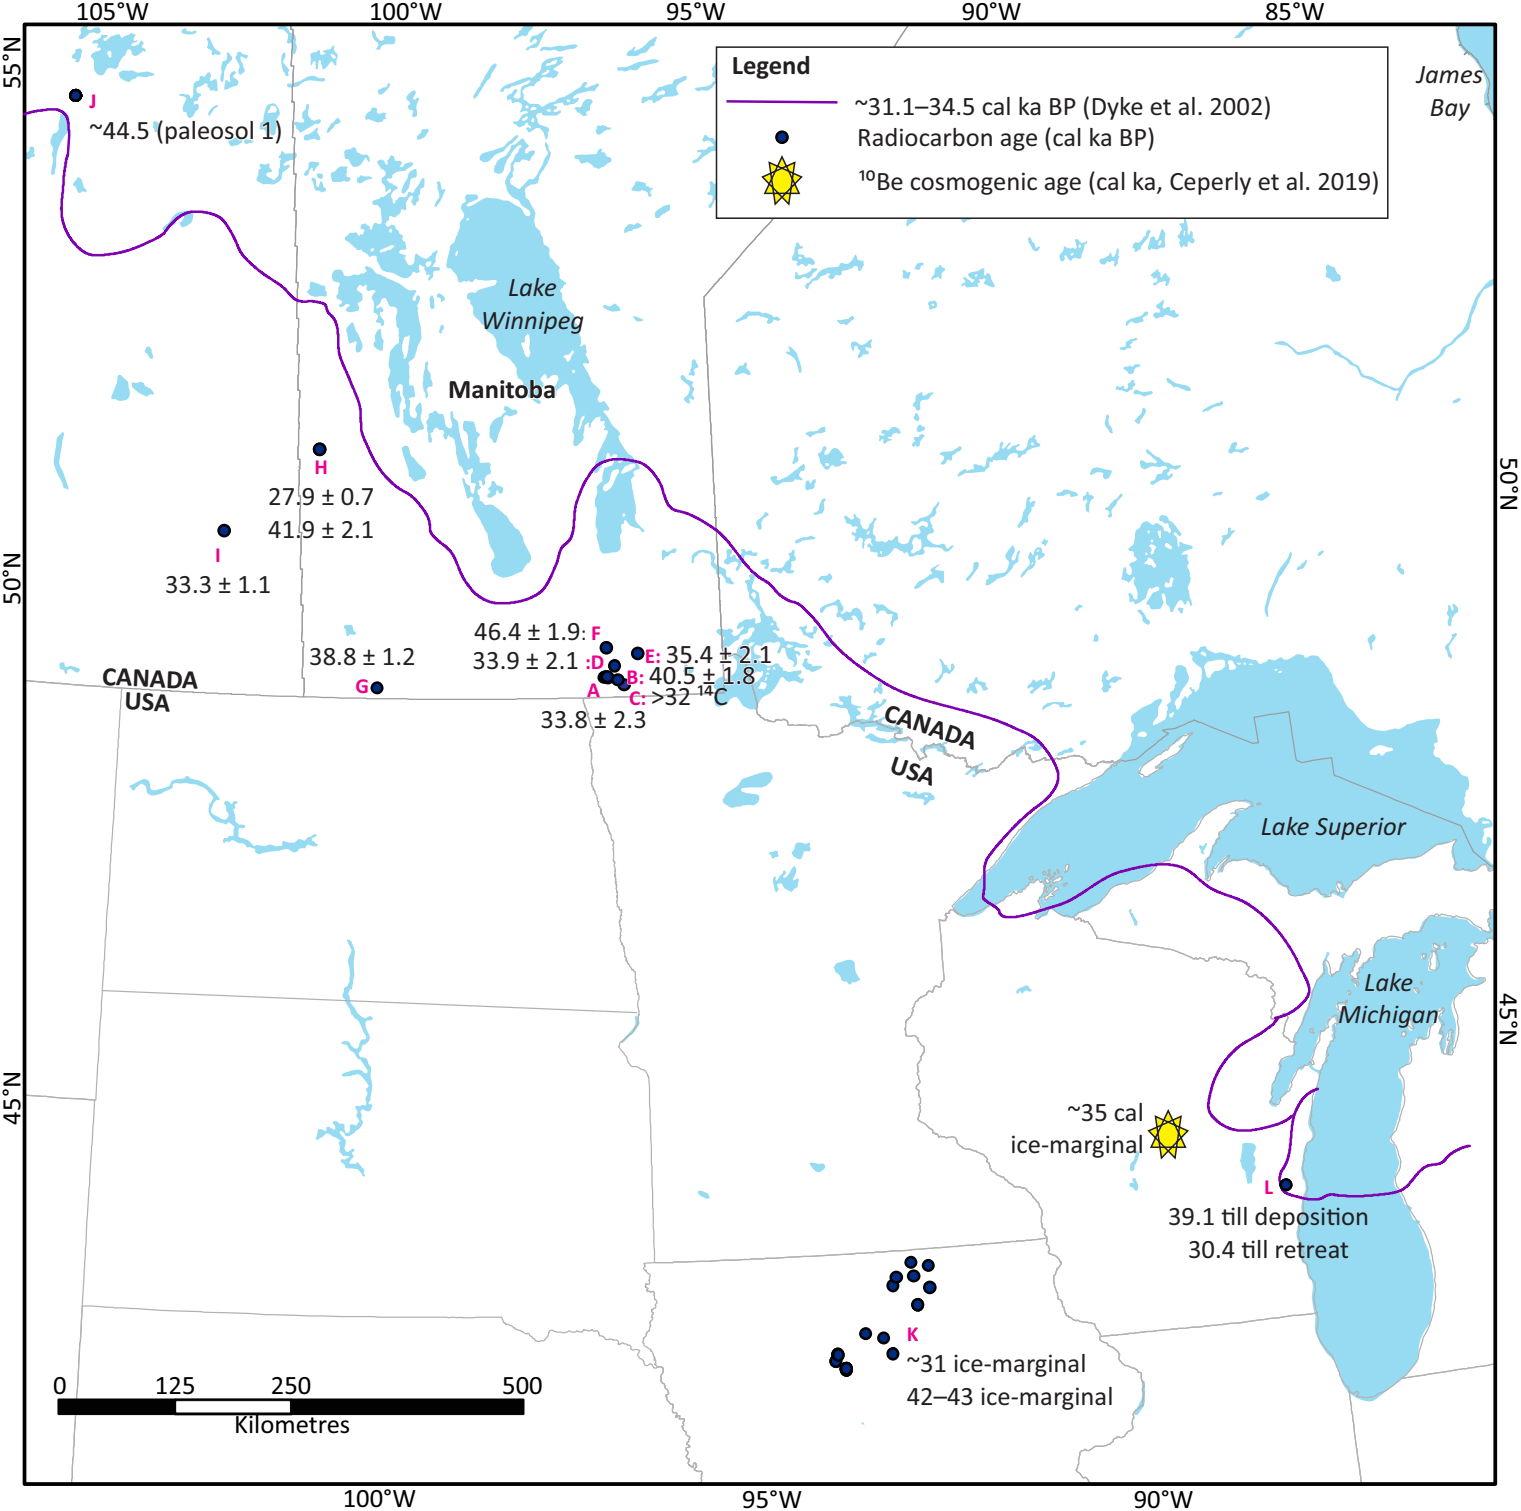 105°W 100°W 95°W 90°W 85°W
55°N
Legend
~31.1–34.5 cal ka BP (Dyke et al. 2002)
Radiocarbon age (cal ka BP)
¹⁰Be cosmogenic age (cal ka, Ceperly et al. 2019)
James
Bay
J
~44.5 (paleosol 1)
Lake
Winnipeg
Manitoba
H
27.9 ± 0.7
41.9 ± 2.1
I
33.3 ± 1.1
50°N
50°N
46.4 ± 1.9: F
33.9 ± 2.1 :D
E: 35.4 ± 2.1
B: 40.5 ± 1.8
A
C: >32 ¹⁴C
33.8 ± 2.3
38.8 ± 1.2
G
CANADA
USA
CANADA
USA
Lake Superior
Lake
Michigan
45°N
45°N
~35 cal
ice-marginal
L
39.1 till deposition
30.4 till retreat
K
~31 ice-marginal
42–43 ice-marginal
0 125 250 500
Kilometres
100°W 95°W 90°W